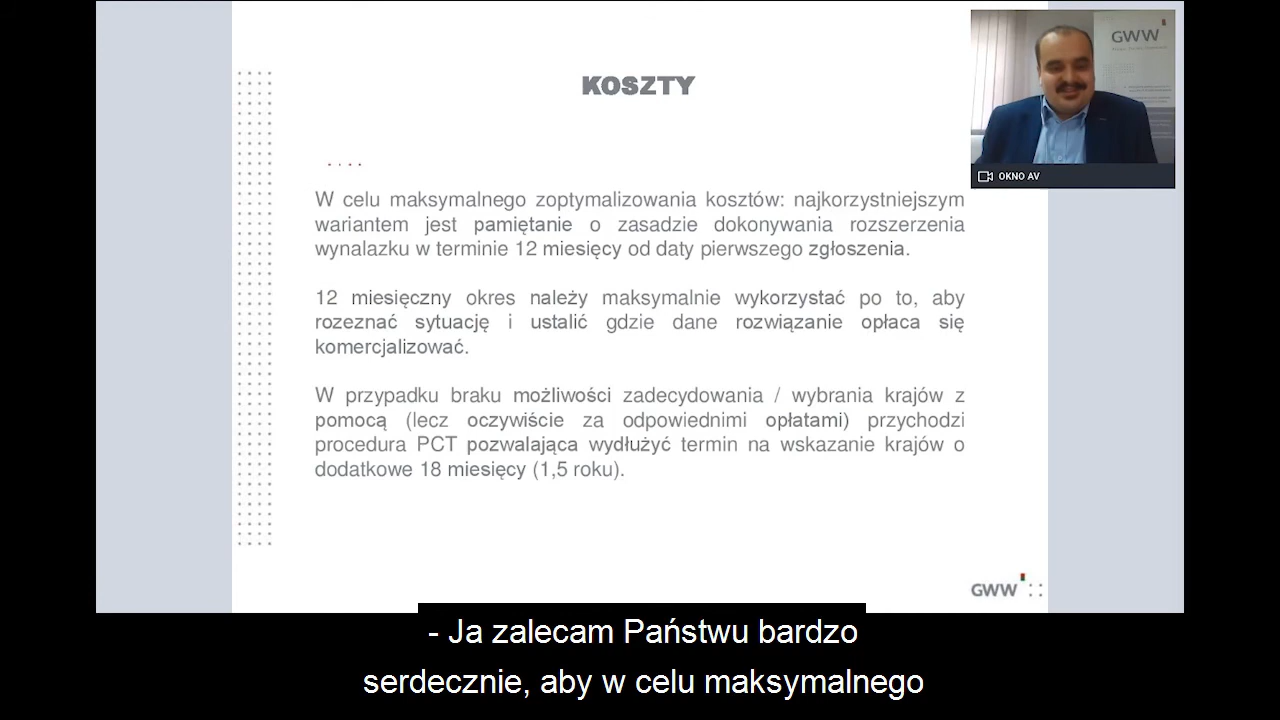 KOSZTY
GWW
OKNO AV
W celu maksymalnego zoptymalizowania kosztów: najkorzystniejszym
wariantem jest pamiętanie o zasadzie dokonywania rozszerzenia
wynalazku w terminie 12 miesięcy od daty pierwszego zgłoszenia.
12 miesięczny okres należy maksymalnie wykorzystać po to, aby
rozeznać sytuację i ustalić gdzie dane rozwiązanie opłaca się
komercjalizować.
W przypadku braku możliwości zadecydowania / wybrania krajów z
pomocą (lecz oczywiście za odpowiednimi opłatami) przychodzi
procedura PCT pozwalająca wydłużyć termin na wskazanie krajów o
dodatkowe 18 miesięcy (1,5 roku).
GWW
- Ja zalecam Państwu bardzo
serdecznie, aby w celu maksymalnego